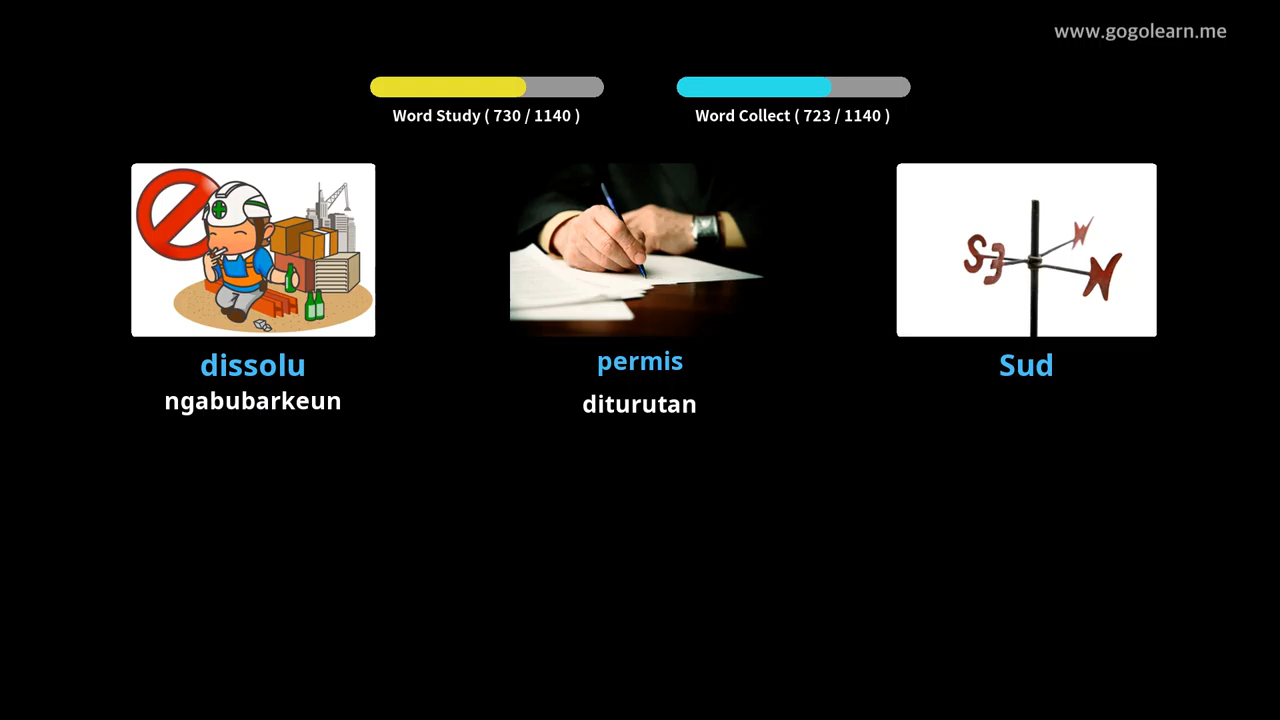 www.gogolearn.me
Word Study ( 730 / 1140 )
Word Collect ( 723 / 1140 )
S
E
N
W
dissolu
permis
Sud
ngabubarkeun
diturutan